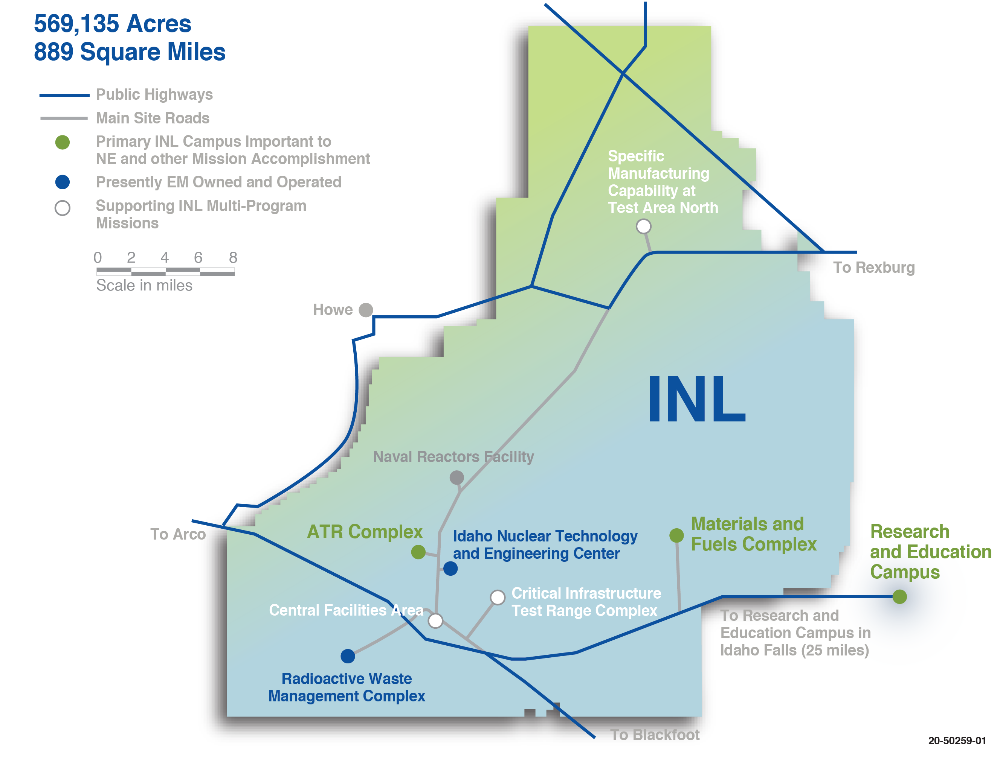 569,135 Acres
889 Square Miles
Public Highways
Main Site Roads
Primary INL Campus Important to
NE and other Mission Accomplishment
Presently EM Owned and Operated
Supporting INL Multi-Program
Missions
0 2 4 6 8
Scale in miles
Specific
Manufacturing
Capability at
Test Area North
To Rexburg
Howe
INL
Naval Reactors Facility
To Arco
ATR Complex
Idaho Nuclear Technology
and Engineering Center
Materials and
Fuels Complex
Research
and Education
Campus
Central Facilities Area
Critical Infrastructure
Test Range Complex
To Research and
Education Campus in
Idaho Falls (25 miles)
Radioactive Waste
Management Complex
To Blackfoot
20-50259-01